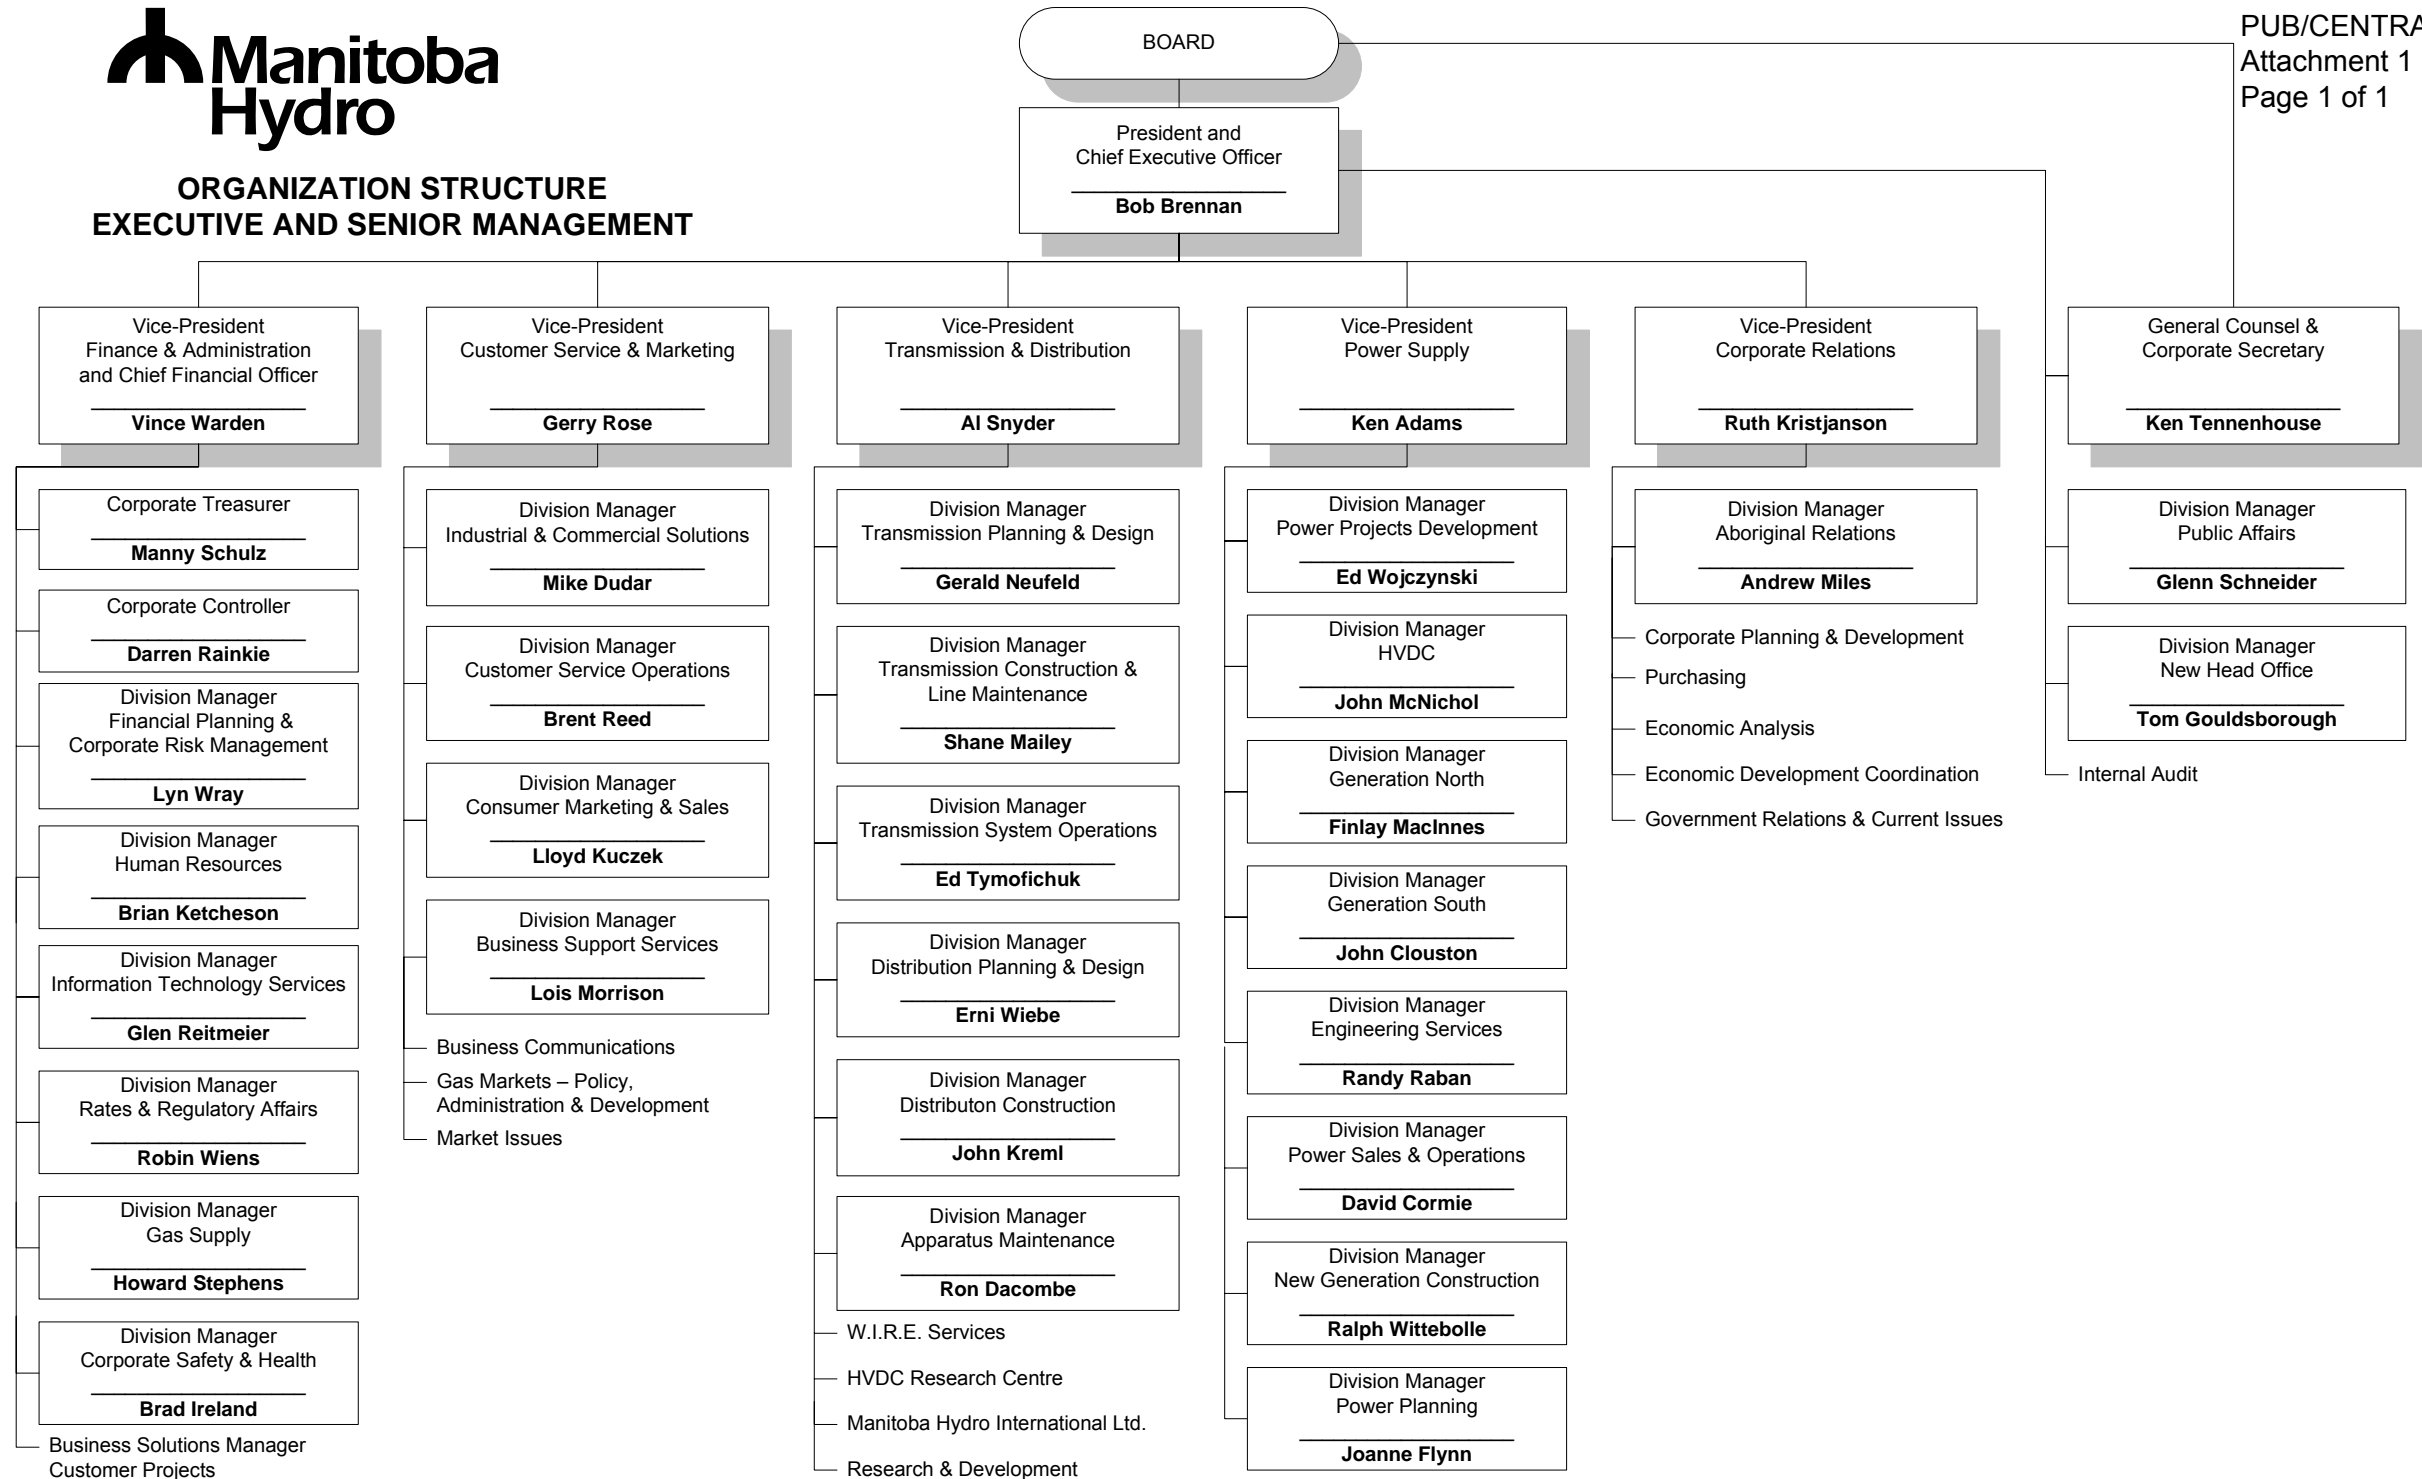 Manitoba
Hydro
ORGANIZATION STRUCTURE
EXECUTIVE AND SENIOR MANAGEMENT
PUB/CENTRA
Attachment 1
Page 1 of 1
BOARD
President and
Chief Executive Officer
Bob Brennan
Vice-President
Finance & Administration
and Chief Financial Officer
Vince Warden
Corporate Treasurer
Manny Schulz
Corporate Controller
Darren Rainkie
Division Manager
Financial Planning &
Corporate Risk Management
Lyn Wray
Division Manager
Human Resources
Brian Ketcheson
Division Manager
Information Technology Services
Glen Reitmeier
Division Manager
Rates & Regulatory Affairs
Robin Wiens
Division Manager
Gas Supply
Howard Stephens
Division Manager
Corporate Safety & Health
Brad Ireland
Business Solutions Manager
Customer Projects
Vice-President
Customer Service & Marketing
Gerry Rose
Division Manager
Industrial & Commercial Solutions
Mike Dudar
Division Manager
Customer Service Operations
Brent Reed
Division Manager
Consumer Marketing & Sales
Lloyd Kuczek
Division Manager
Business Support Services
Lois Morrison
Business Communications
Gas Markets – Policy,
Administration & Development
Market Issues
Vice-President
Transmission & Distribution
Al Snyder
Division Manager
Transmission Planning & Design
Gerald Neufeld
Division Manager
Transmission Construction &
Line Maintenance
Shane Mailey
Division Manager
Transmission System Operations
Ed Tymofichuk
Division Manager
Distribution Planning & Design
Erni Wiebe
Division Manager
Distributon Construction
John Kreml
Division Manager
Apparatus Maintenance
Ron Dacombe
W.I.R.E. Services
HVDC Research Centre
Manitoba Hydro International Ltd.
Research & Development
Vice-President
Power Supply
Ken Adams
Division Manager
Power Projects Development
Ed Wojczynski
Division Manager
HVDC
John McNichol
Division Manager
Generation North
Finlay MacInnes
Division Manager
Generation South
John Clouston
Division Manager
Engineering Services
Randy Raban
Division Manager
Power Sales & Operations
David Cormie
Division Manager
New Generation Construction
Ralph Wittebolle
Division Manager
Power Planning
Joanne Flynn
Vice-President
Corporate Relations
Ruth Kristjanson
Division Manager
Aboriginal Relations
Andrew Miles
Corporate Planning & Development
Purchasing
Economic Analysis
Economic Development Coordination
Government Relations & Current Issues
General Counsel &
Corporate Secretary
Ken Tennenhouse
Division Manager
Public Affairs
Glenn Schneider
Division Manager
New Head Office
Tom Gouldsborough
Internal Audit